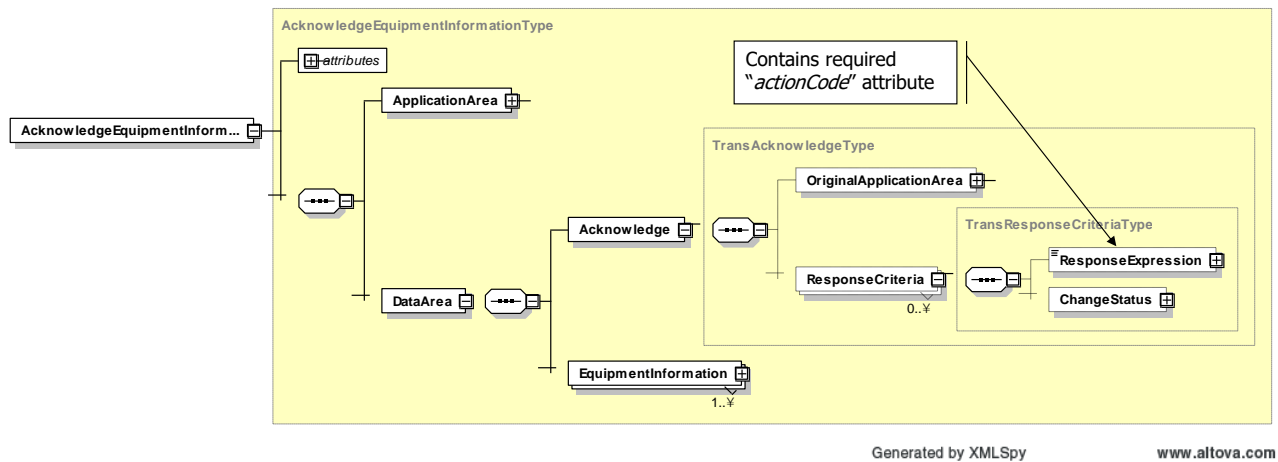 AcknowledgeEquipmentInformationType
attributes
Contains required
“actionCode” attribute
ApplicationArea
AcknowledgeEquipmentInform...
TransAcknowledgeType
OriginalApplicationArea
TransResponseCriteriaType
Acknowledge
ResponseExpression
ResponseCriteria
0..¥
DataArea
ChangeStatus
EquipmentInformation
1..¥
Generated by XMLSpy
www.altova.com